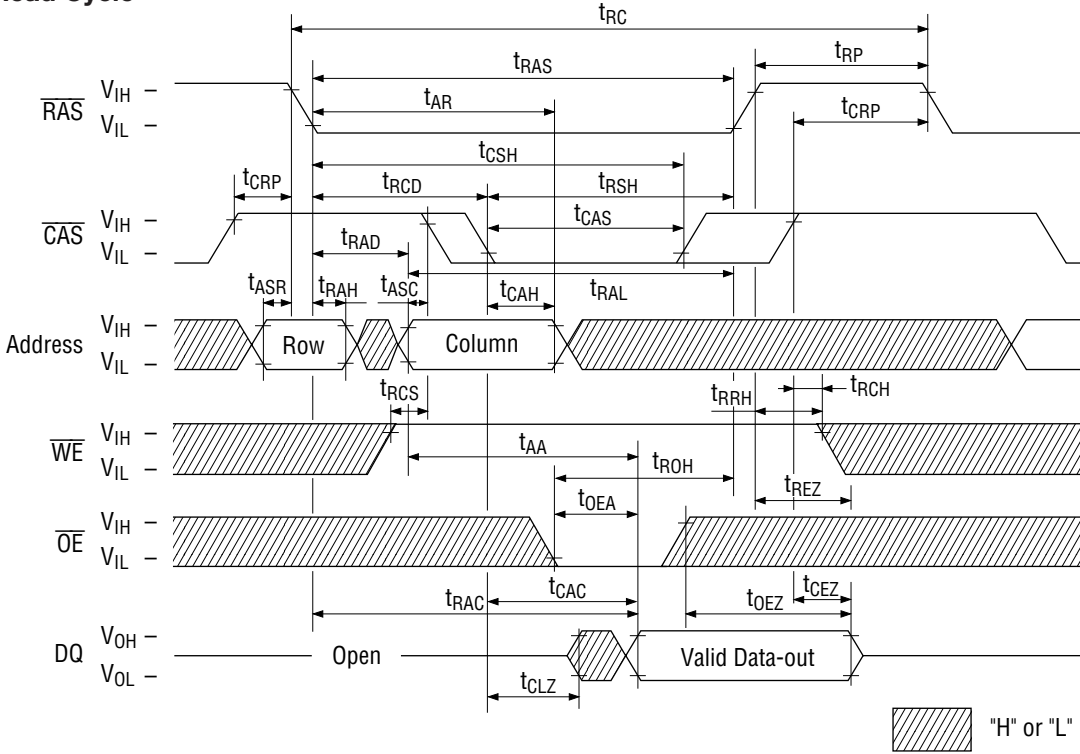 Read Cycle
tRC
tRP
tRAS
RAS
VIH
VIL
tAR
tCRP
tCSH
tCRP
tRCD
tRSH
CAS
VIH
VIL
tCAS
tRAD
tASR
tRAH
tASC
tCAH
tRAL
Address
VIH
VIL
Row
Column
tRCS
tRRH
tRCH
WE
VIH
VIL
tAA
tROH
tREZ
OE
VIH
VIL
tOEA
tCAC
tCEZ
tRAC
tOEZ
DQ
VOH
VOL
Open
Valid Data-out
tCLZ
"H" or "L"